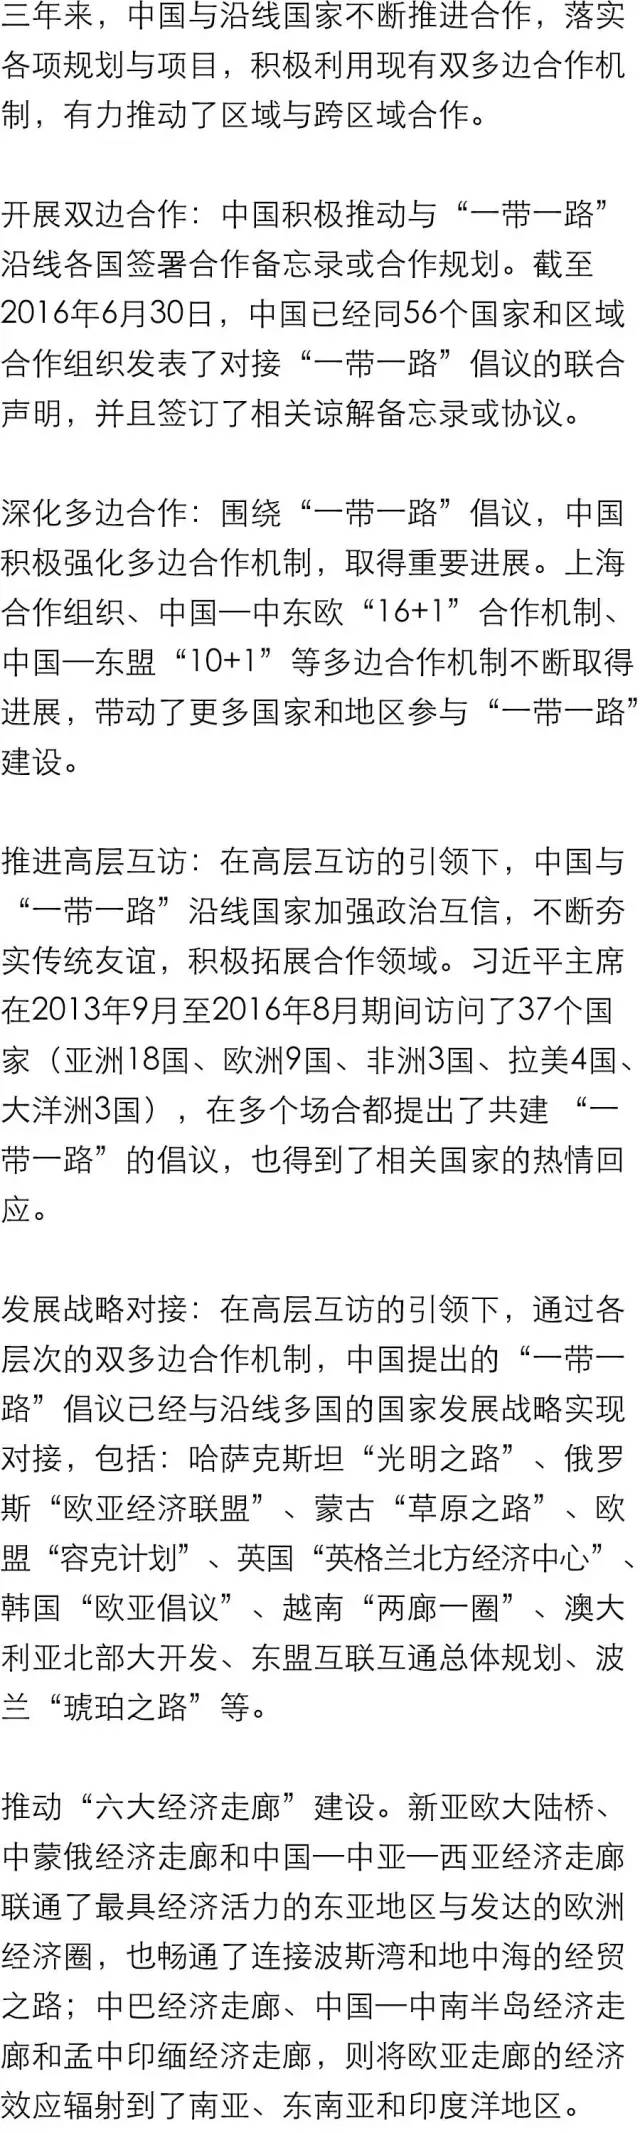 三年来，中国与沿线国家不断推进合作，落实
各项规划与项目，积极利用现有双多边合作机
制，有力推动了区域与跨区域合作。
开展双边合作：中国积极推动与“一带一路”
沿线各国签署合作备忘录或合作规划。截至
2016年6月30日，中国已经同56个国家和区域
合作组织发表了对接“一带一路”倡议的联合
声明，并且签订了相关谅解备忘录或协议。
深化多边合作：围绕“一带一路”倡议，中国
积极强化多边合作机制，取得重要进展。上海
合作组织、中国—中东欧“16+1”合作机制、
中国—东盟“10+1”等多边合作机制不断取得
进展，带动了更多国家和地区参与“一带一路”
建设。
推进高层互访：在高层互访的引领下，中国与
“一带一路”沿线国家加强政治互信，不断夯
实传统友谊，积极拓展合作领域。习近平主席
在2013年9月至2016年8月期间访问了37个国
家（亚洲18国、欧洲9国、非洲3国、拉美4国、
大洋洲3国），在多个场合都提出了共建 “一
带一路”的倡议，也得到了相关国家的热情回
应。
发展战略对接：在高层互访的引领下，通过各
层次的双多边合作机制，中国提出的“一带一
路”倡议已经与沿线多国的国家发展战略实现
对接，包括：哈萨克斯坦“光明之路”、俄罗
斯“欧亚经济联盟”、蒙古“草原之路”、欧
盟“容克计划”、英国“英格兰北方经济中心”、
韩国“欧亚倡议”、越南“两廊一圈”、澳大
利亚北部大开发、东盟互联互通总体规划、波
兰“琥珀之路”等。
推动“六大经济走廊”建设。新亚欧大陆桥、
中蒙俄经济走廊和中国—中亚—西亚经济走廊
联通了最具经济活力的东亚地区与发达的欧洲
经济圈，也畅通了连接波斯湾和地中海的经贸
之路；中巴经济走廊、中国—中南半岛经济走
廊和孟中印缅经济走廊，则将欧亚走廊的经济
效应辐射到了南亚、东南亚和印度洋地区。